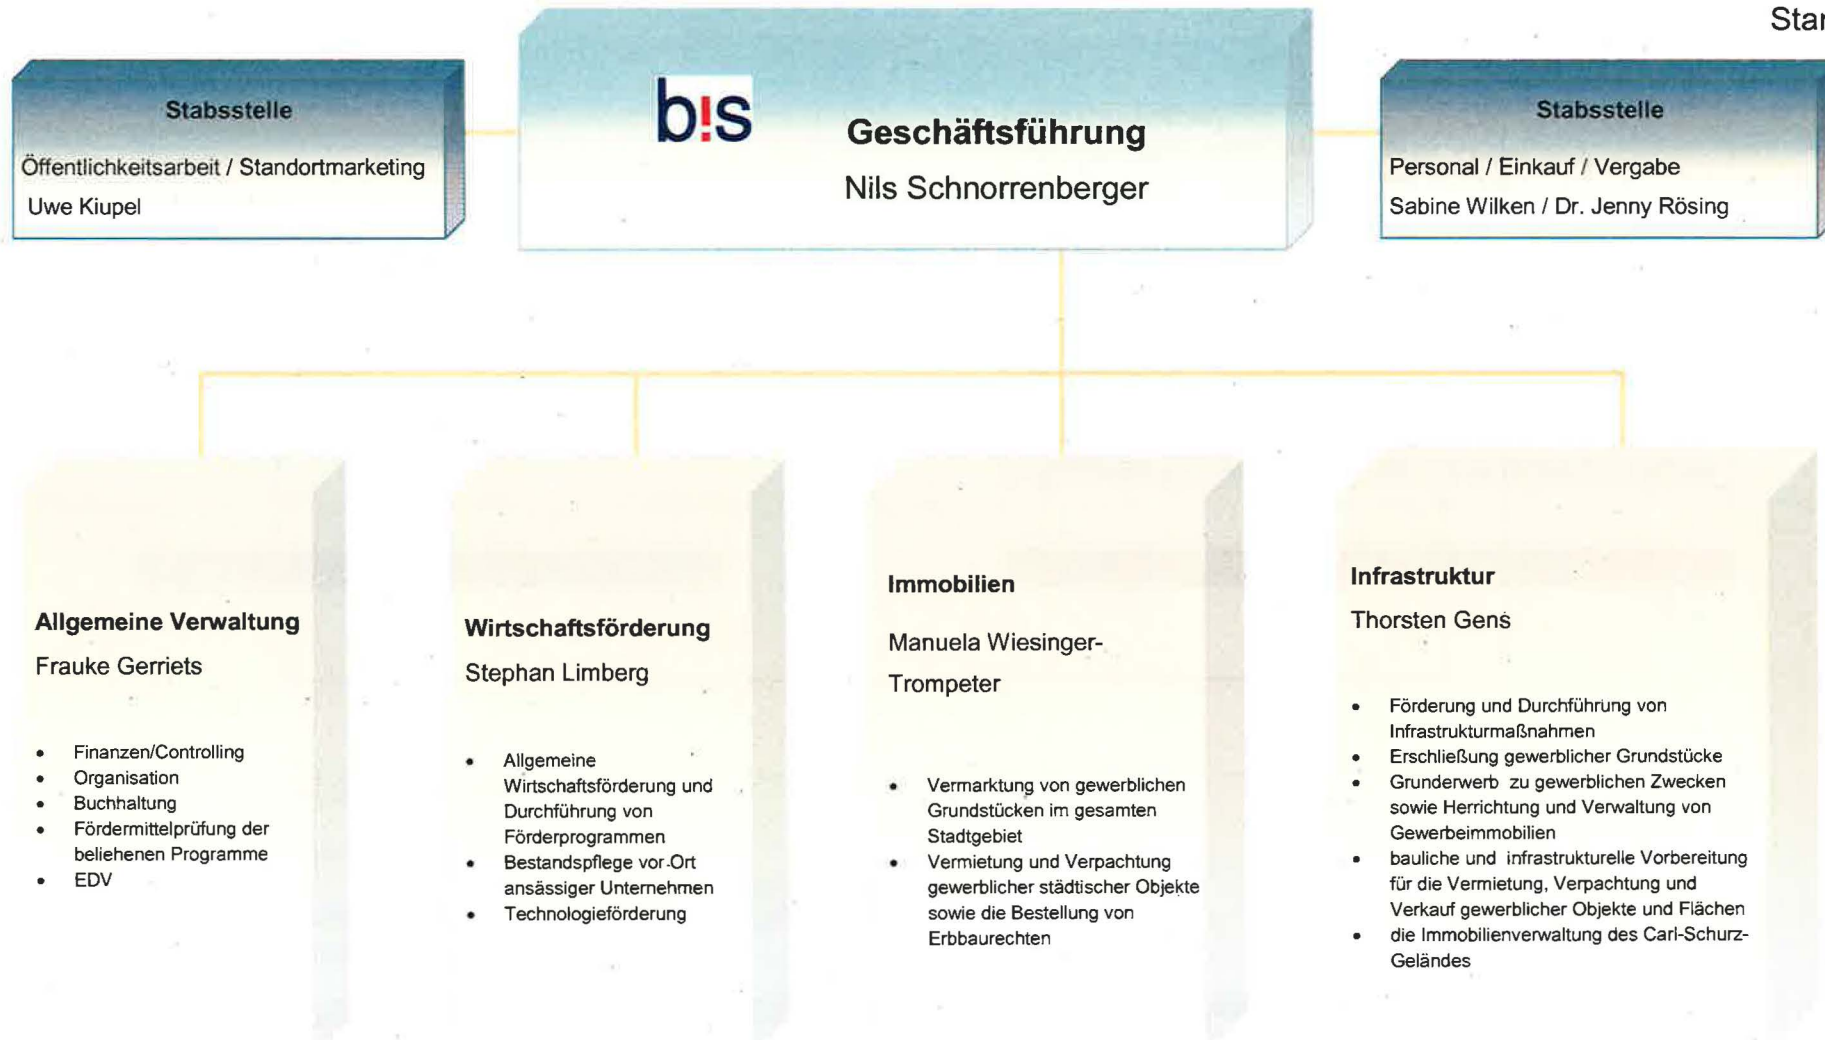 Star
Stabsstelle
Öffentlichkeitsarbeit / Standortmarketing
Uwe Kiupel
b!s
Geschäftsführung
Nils Schnorrenberger
Stabsstelle
Personal / Einkauf / Vergabe
Sabine Wilken / Dr. Jenny Rösing
Allgemeine Verwaltung
Frauke Gerriets
• Finanzen/Controlling
• Organisation
• Buchhaltung
• Fördermittelprüfung der
beliehenen Programme
• EDV
Wirtschaftsförderung
Stephan Limberg
• Allgemeine
Wirtschaftsförderung und
Durchführung von
Förderprogrammen
• Bestandspflege vor Ort
ansässiger Unternehmen
• Technologieförderung
Immobilien
Manuela Wiesinger-
Trompeter
• Vermarktung von gewerblichen
Grundstücken im gesamten
Stadtgebiet
• Vermietung und Verpachtung
gewerblicher städtischer Objekte
sowie die Bestellung von
Erbbaurechten
Infrastruktur
Thorsten Gens
• Förderung und Durchführung von
Infrastrukturmaßnahmen
• Erschließung gewerblicher Grundstücke
• Grunderwerb zu gewerblichen Zwecken
sowie Herrichtung und Verwaltung von
Gewerbeimmobilien
• bauliche und infrastrukturelle Vorbereitung
für die Vermietung, Verpachtung und
Verkauf gewerblicher Objekte und Flächen
• die Immobilienverwaltung des Carl-Schurz-
Geländes